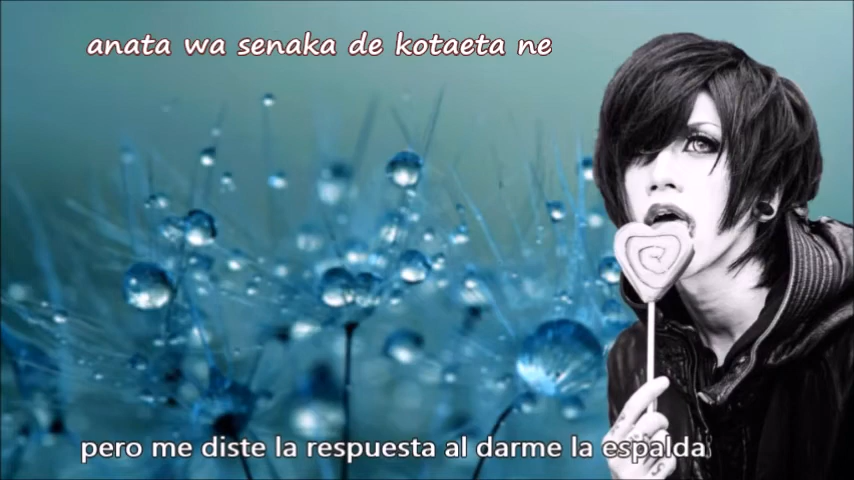 anata wa senaka de kotaeta ne
pero me diste la respuesta al darme la espalda